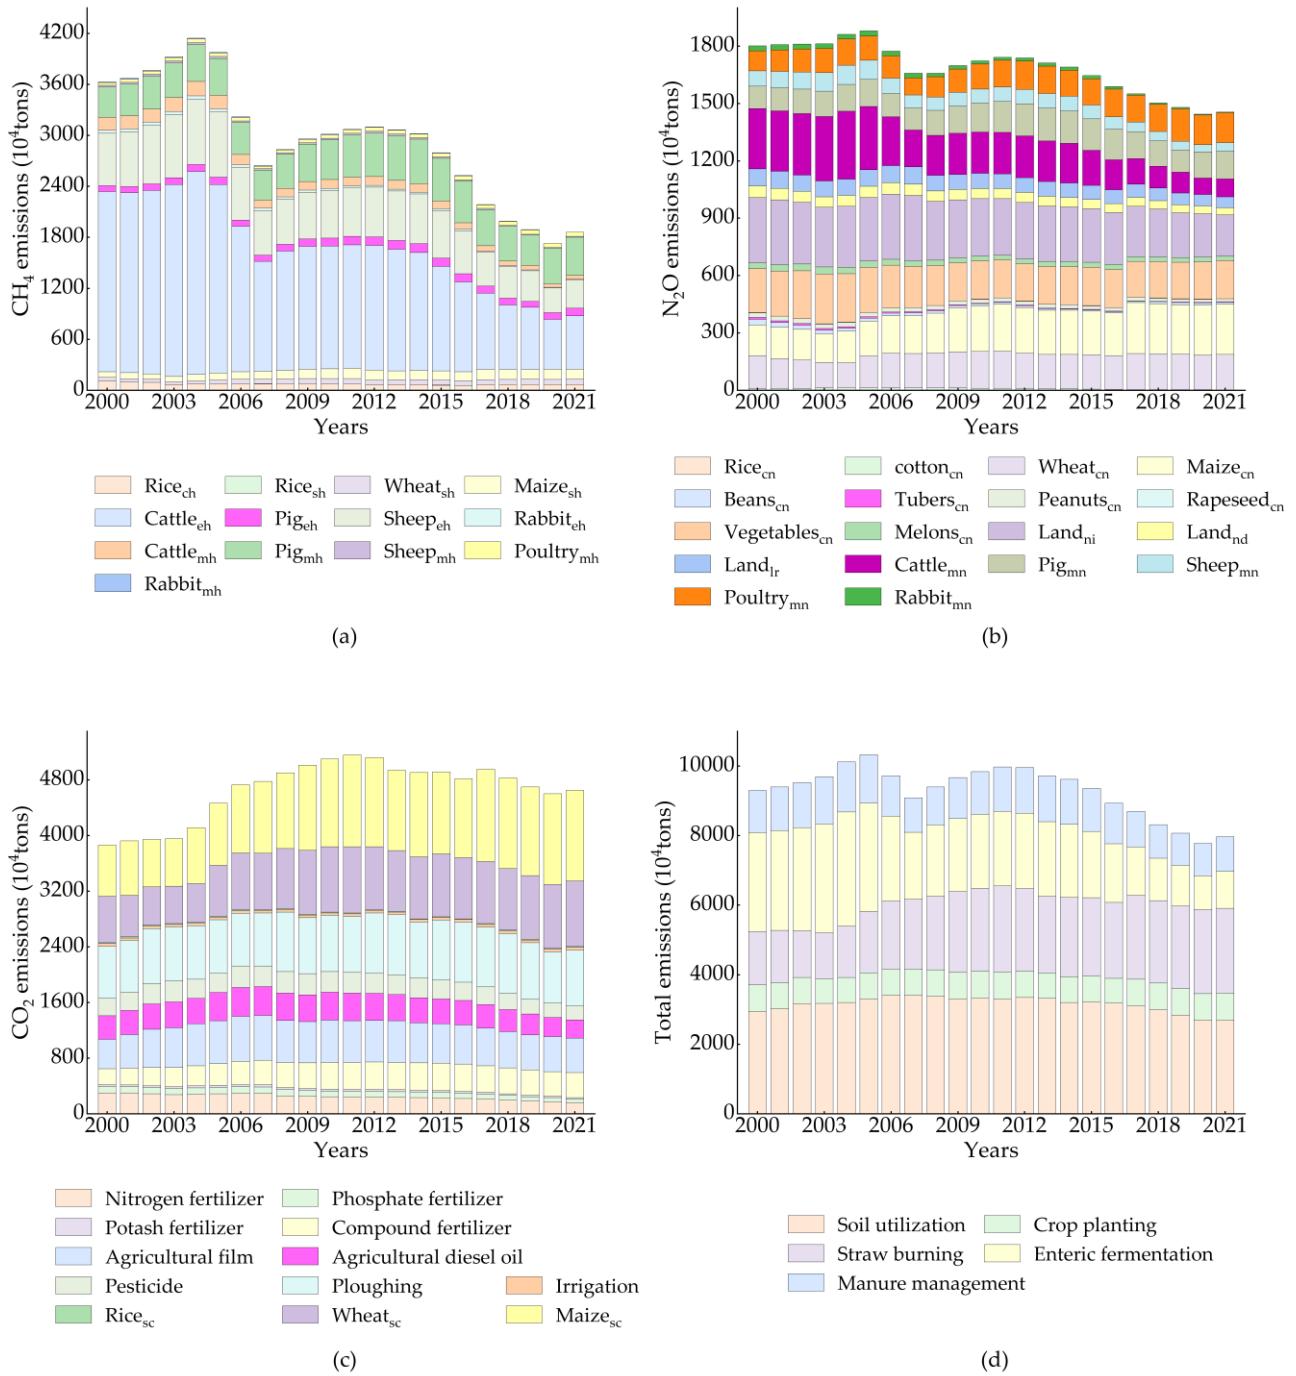 4200
3600
3000
2400
1800
1200
600
0
CH4 emissions (10^4tons)
2000 2003 2006 2009 2012 2015 2018 2021
Years
Rice_ch Rice_sh Wheat_sh Maize_sh
Cattle_eh Pig_eh Sheep_eh Rabbit_eh
Cattle_mh Pig_mh Sheep_mh Poultry_mh
Rabbit_mh
(a)
1800
1500
1200
900
600
300
0
N2O emissions (10^4tons)
2000 2003 2006 2009 2012 2015 2018 2021
Years
Rice_cn cotton_cn Wheat_cn Maize_cn
Beans_cn Tubers_cn Peanuts_cn Rapeseed_cn
Vegetables_cn Melons_cn Land_ni Land_nd
Land_lr Cattle_mn Pig_mn Sheep_mn
Poultry_mn Rabbit_mn
(b)
4800
4000
3200
2400
1600
800
0
CO2 emissions (10^4tons)
2000 2003 2006 2009 2012 2015 2018 2021
Years
Nitrogen fertilizer Phosphate fertilizer
Potash fertilizer Compound fertilizer
Agricultural film Agricultural diesel oil
Pesticide Ploughing Irrigation
Rice_sc Wheat_sc Maize_sc
(c)
10000
8000
6000
4000
2000
0
Total emissions (10^4tons)
2000 2003 2006 2009 2012 2015 2018 2021
Years
Soil utilization Crop planting
Straw burning Enteric fermentation
Manure management
(d)